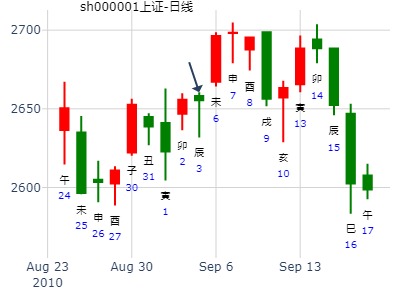 sh000001上证-日线
2700
2650
2600
午
24
未
25
申
26
酉
27
子
30
丑
31
寅
1
卯
2
辰
3
未
6
申
7
酉
8
戌
9
亥
10
寅
13
卯
14
辰
15
巳
16
午
17
Aug 23
2010
Aug 30
Sep 6
Sep 13